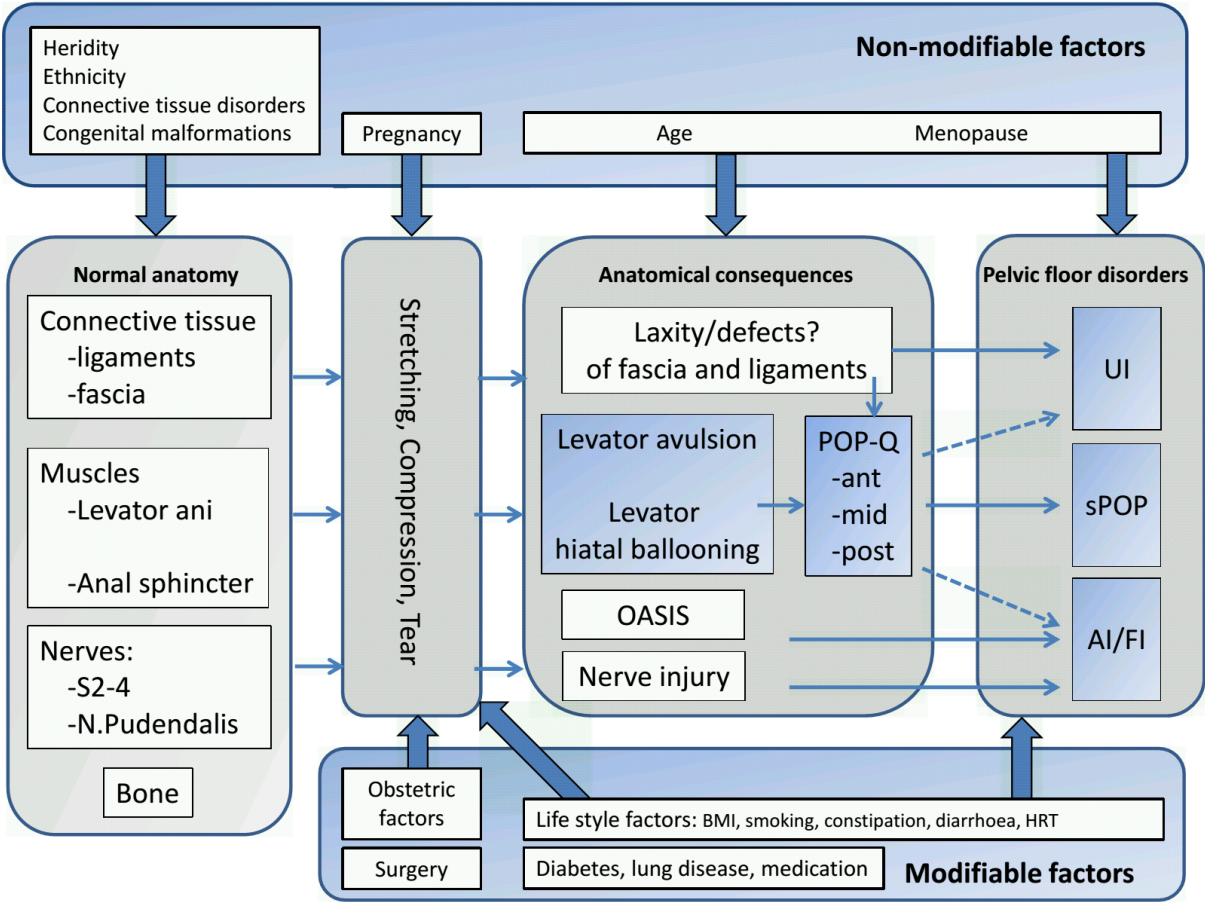 Non-modifiable factors
Heridity
Ethnicity
Connective tissue disorders
Congenital malformations
Pregnancy
Age
Menopause
Normal anatomy
Connective tissue
-ligaments
-fascia
Muscles
-Levator ani
-Anal sphincter
Nerves:
-S2-4
-N.Pudendalis
Bone
Stretching, Compression, Tear
Anatomical consequences
Laxity/defects?
of fascia and ligaments
Levator avulsion
Levator
hiatal ballooning
POP-Q
-ant
-mid
-post
OASIS
Nerve injury
Pelvic floor disorders
UI
sPOP
AI/FI
Obstetric
factors
Surgery
Life style factors: BMI, smoking, constipation, diarrhoea, HRT
Diabetes, lung disease, medication
Modifiable factors